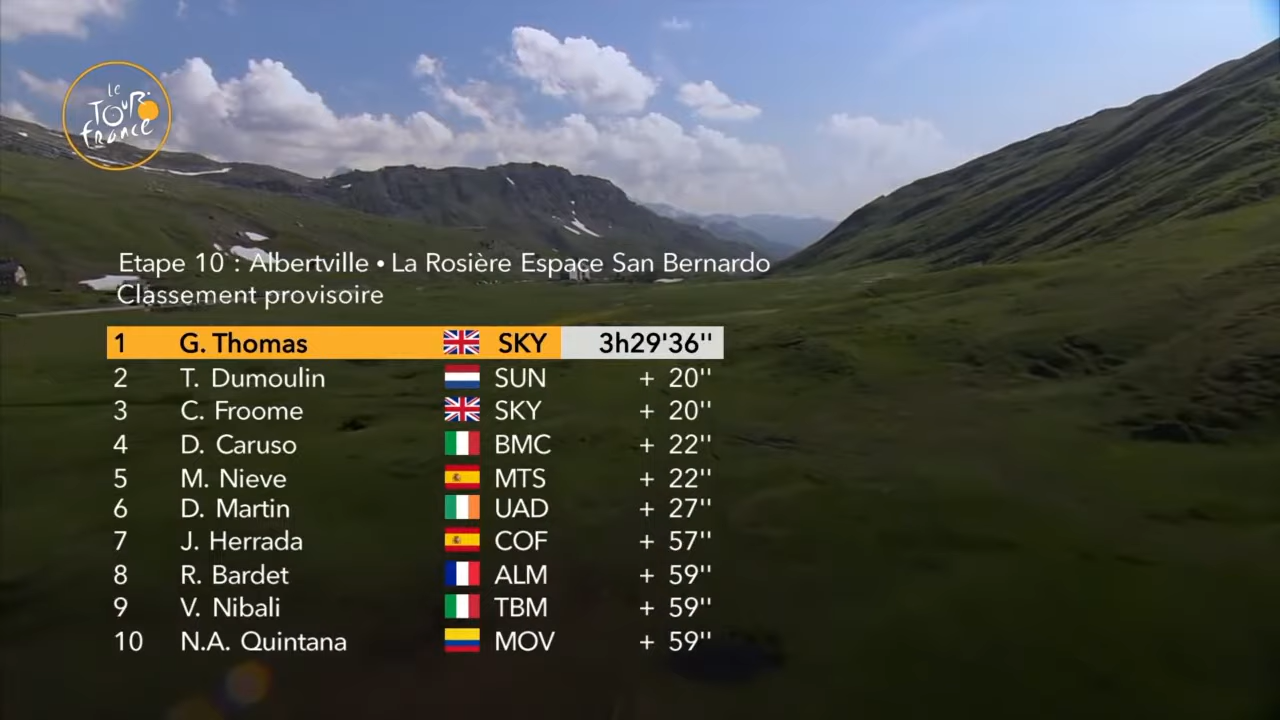 le
TOUR
DE
france
Etape 10 : Albertville • La Rosière Espace San Bernardo
Classement provisoire
1 G. Thomas SKY 3h29'36''
2 T. Dumoulin SUN + 20''
3 C. Froome SKY + 20''
4 D. Caruso BMC + 22''
5 M. Nieve MTS + 22''
6 D. Martin UAD + 27''
7 J. Herrada COF + 57''
8 R. Bardet ALM + 59''
9 V. Nibali TBM + 59''
10 N.A. Quintana MOV + 59''